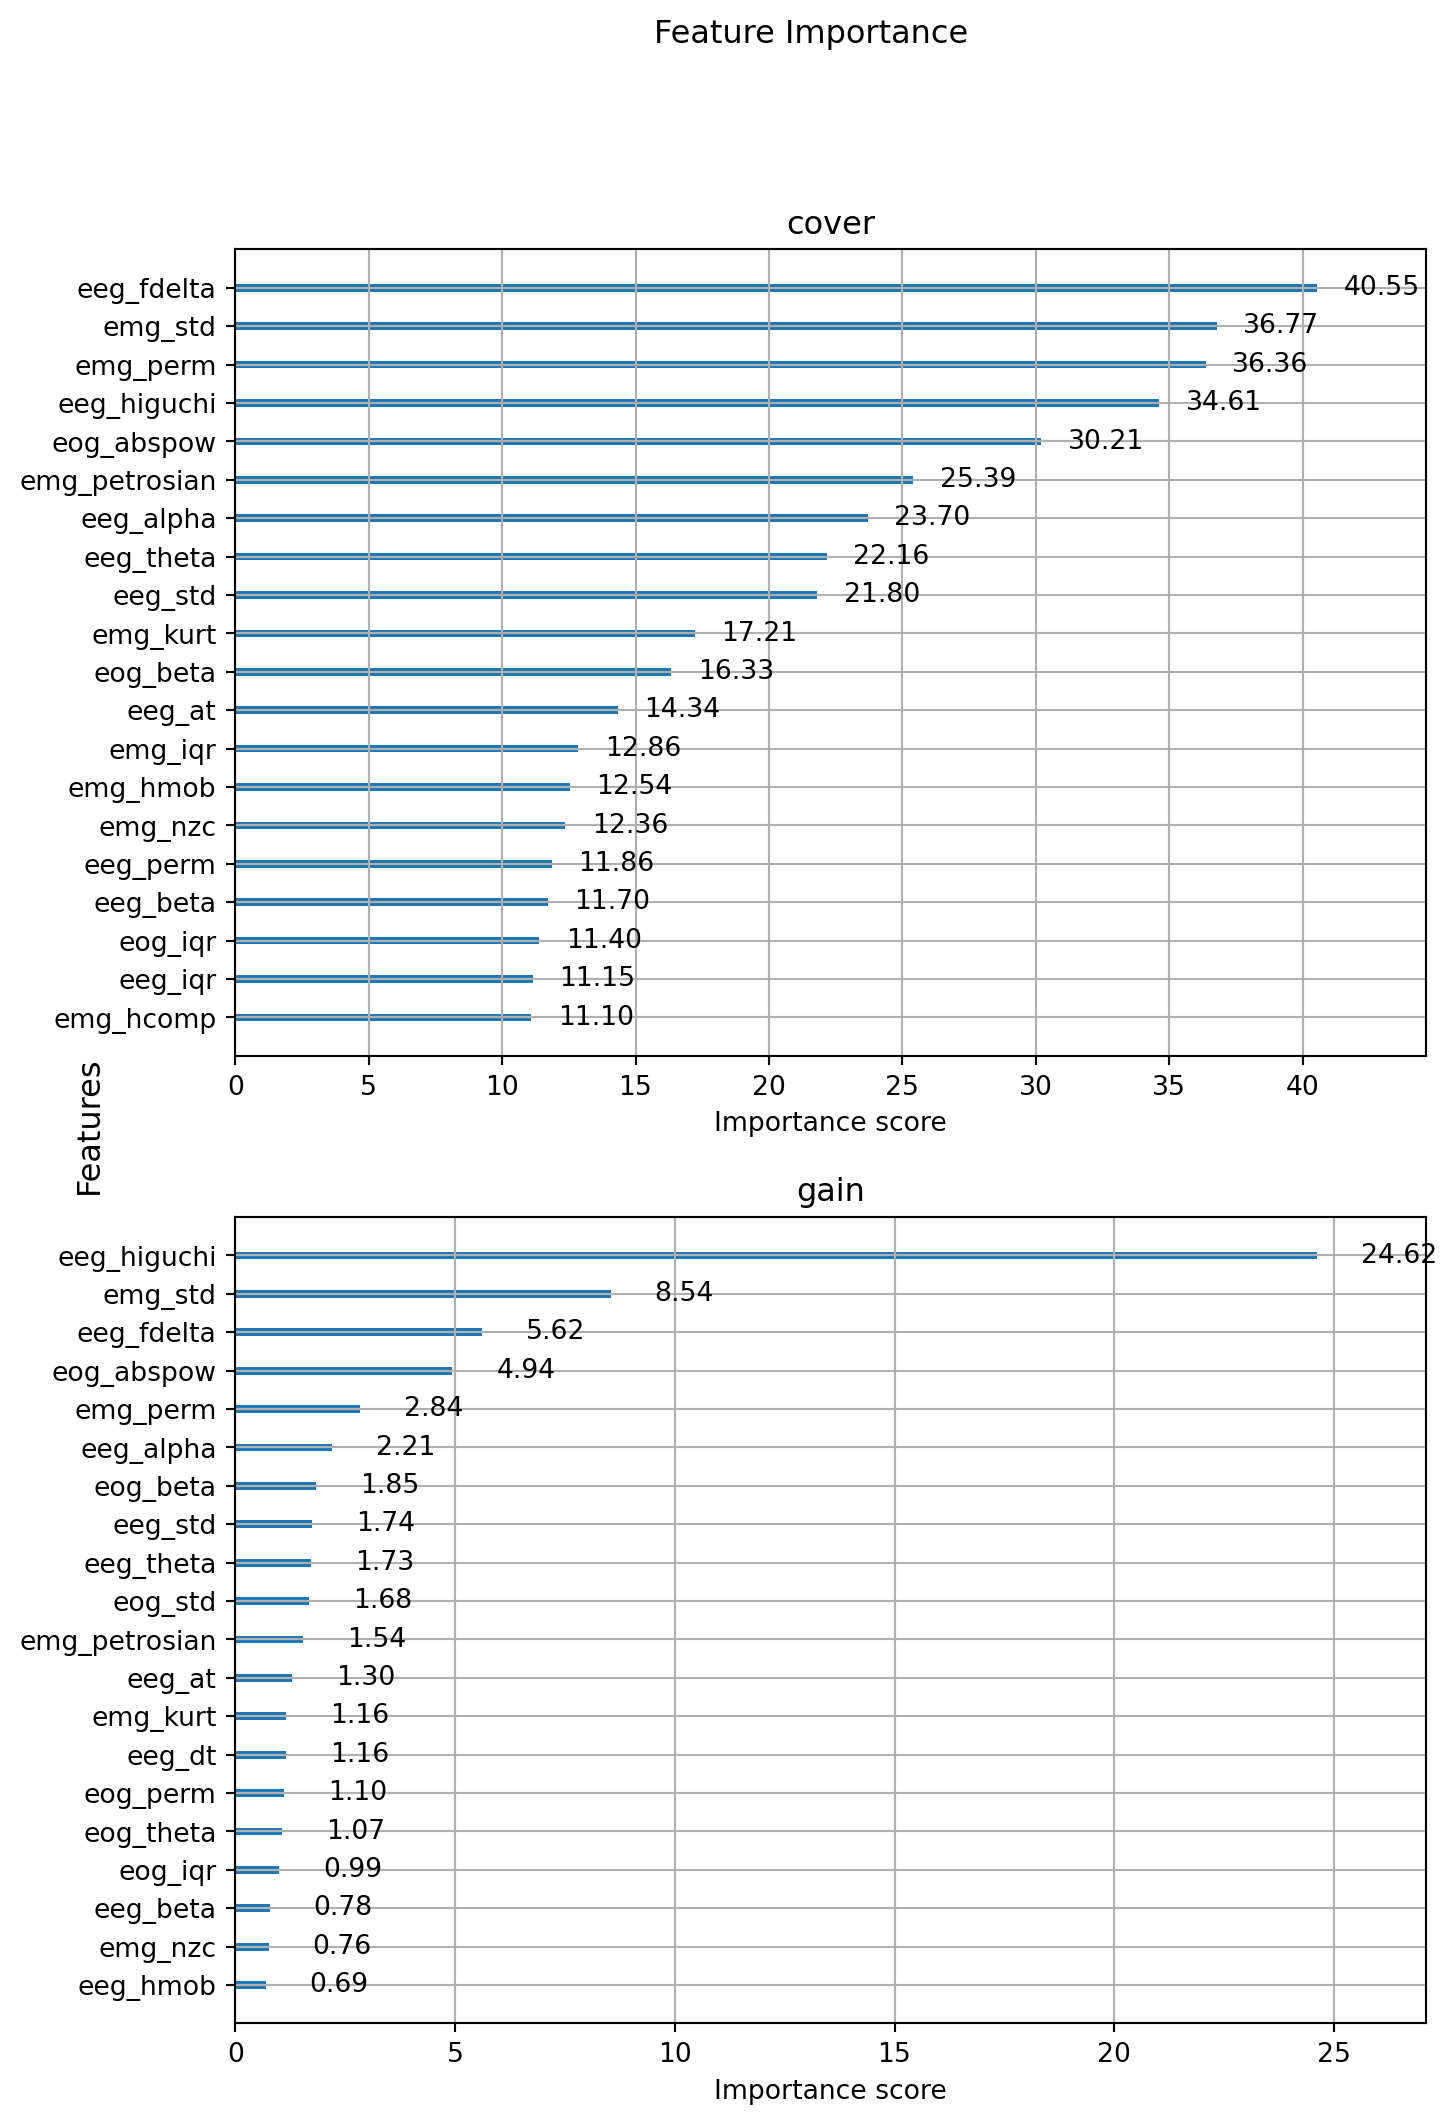 Feature Importance
cover
eeg_fdelta 40.55
emg_std 36.77
emg_perm 36.36
eeg_higuchi 34.61
eog_abspow 30.21
emg_petrosian 25.39
eeg_alpha 23.70
eeg_theta 22.16
eeg_std 21.80
emg_kurt 17.21
eog_beta 16.33
eeg_at 14.34
emg_iqr 12.86
emg_hmob 12.54
emg_nzc 12.36
eeg_perm 11.86
eeg_beta 11.70
eog_iqr 11.40
eeg_iqr 11.15
emg_hcomp 11.10
0 5 10 15 20 25 30 35 40
Importance score
Features
gain
eeg_higuchi 24.62
emg_std 8.54
eeg_fdelta 5.62
eog_abspow 4.94
emg_perm 2.84
eeg_alpha 2.21
eog_beta 1.85
eeg_std 1.74
eeg_theta 1.73
eog_std 1.68
emg_petrosian 1.54
eeg_at 1.30
emg_kurt 1.16
eeg_dt 1.16
eog_perm 1.10
eog_theta 1.07
eog_iqr 0.99
eeg_beta 0.78
emg_nzc 0.76
eeg_hmob 0.69
0 5 10 15 20 25
Importance score